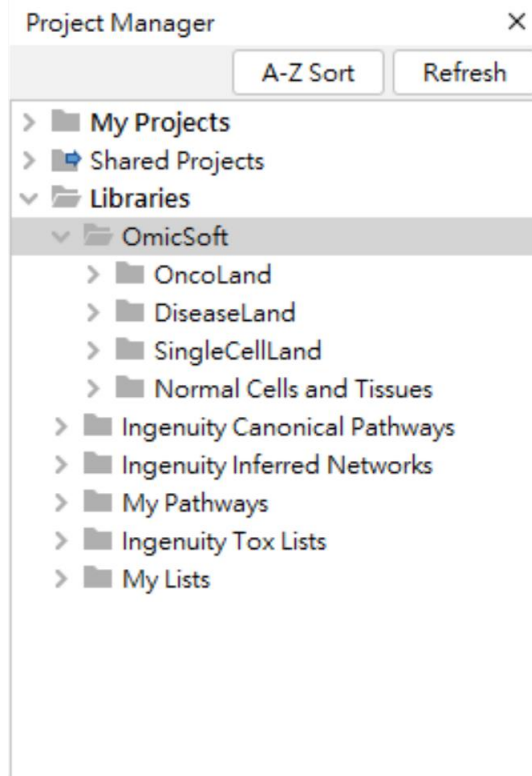 Project Manager
A-Z Sort Refresh
My Projects
Shared Projects
Libraries
OmicSoft
OncoLand
DiseaseLand
SingleCellLand
Normal Cells and Tissues
Ingenuity Canonical Pathways
Ingenuity Inferred Networks
My Pathways
Ingenuity Tox Lists
My Lists